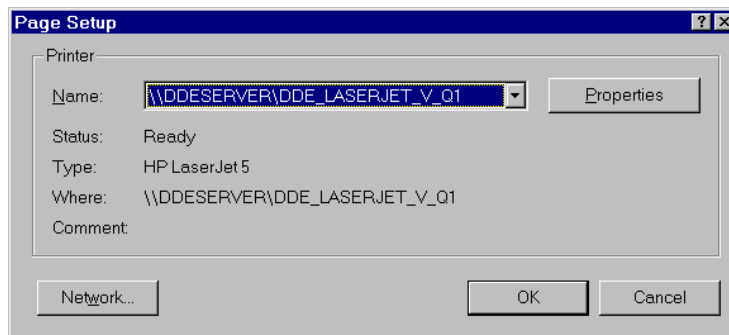 Page Setup
Printer
Name: \\DDESERVER\DDE_LASERJET_V_Q1 Properties
Status: Ready
Type: HP LaserJet 5
Where: \\DDESERVER\DDE_LASERJET_V_Q1
Comment:
Network... OK Cancel